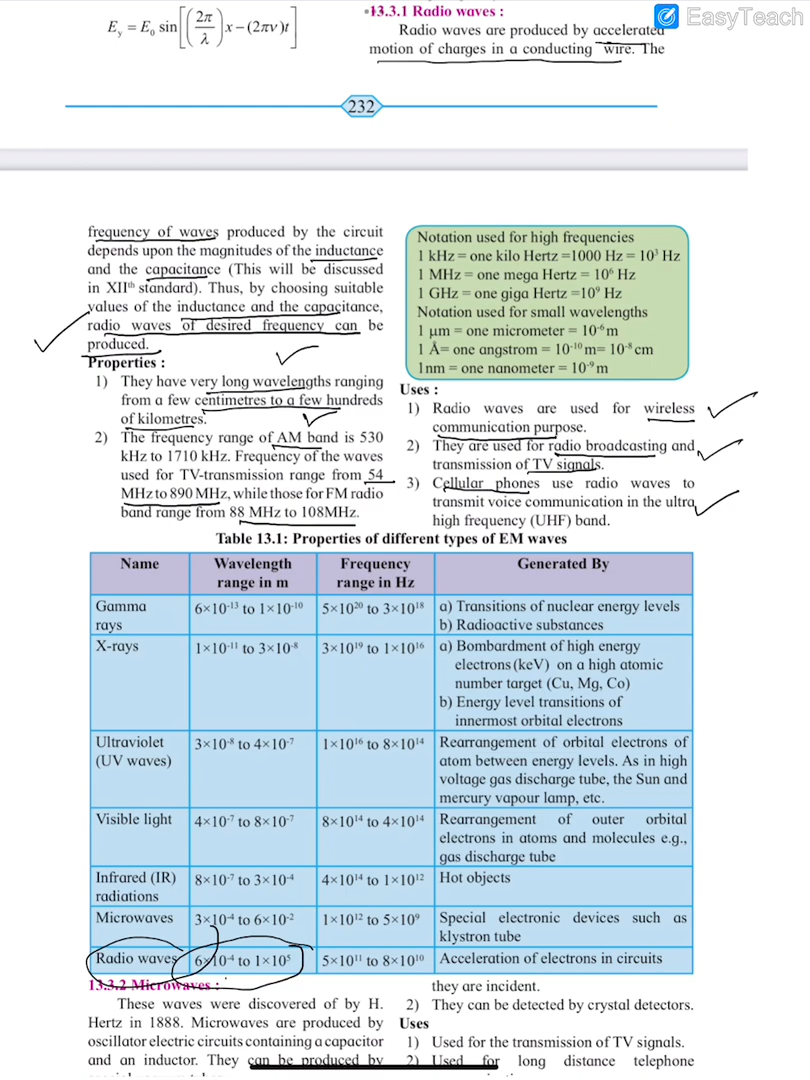 E_y = E_0 sin[(2π/λ)x−(2πν)t]
•13.3.1 Radio waves :
EasyTeach
Radio waves are produced by accelerated
motion of charges in a conducting wire. The
232
frequency of waves produced by the circuit
depends upon the magnitudes of the inductance
and the capacitance (This will be discussed
in XIIᵗʰ standard). Thus, by choosing suitable
values of the inductance and the capacitance,
radio waves of desired frequency can be
produced.
Properties :
1) They have very long wavelengths ranging
from a few centimetres to a few hundreds
of kilometres.
2) The frequency range of AM band is 530
kHz to 1710 kHz. Frequency of the waves
used for TV-transmission range from 54
MHz to 890 MHz, while those for FM radio
band range from 88 MHz to 108MHz.
Notation used for high frequencies
1 kHz = one kilo Hertz =1000 Hz = 10³ Hz
1 MHz = one mega Hertz = 10⁶ Hz
1 GHz = one giga Hertz =10⁹ Hz
Notation used for small wavelengths
1 µm = one micrometer = 10⁻⁶m
1 Å= one angstrom = 10⁻¹⁰m= 10⁻⁸cm
1nm = one nanometer = 10⁻⁹m
Uses :
1) Radio waves are used for wireless
communication purpose.
2) They are used for radio broadcasting and
transmission of TV signals.
3) Cellular phones use radio waves to
transmit voice communication in the ultra
high frequency (UHF) band.
Table 13.1: Properties of different types of EM waves
Name Wavelength range in m Frequency range in Hz Generated By
Gamma rays 6×10⁻¹³ to 1×10⁻¹⁰ 5×10²⁰ to 3×10¹⁸ a) Transitions of nuclear energy levels
b) Radioactive substances
X-rays 1×10⁻¹¹ to 3×10⁻⁸ 3×10¹⁹ to 1×10¹⁶ a) Bombardment of high energy
electrons (keV) on a high atomic
number target (Cu, Mg, Co)
b) Energy level transitions of
innermost orbital electrons
Ultraviolet (UV waves) 3×10⁻⁸ to 4×10⁻⁷ 1×10¹⁶ to 8×10¹⁴ Rearrangement of orbital electrons of
atom between energy levels. As in high
voltage gas discharge tube, the Sun and
mercury vapour lamp, etc.
Visible light 4×10⁻⁷ to 8×10⁻⁷ 8×10¹⁴ to 4×10¹⁴ Rearrangement of outer orbital
electrons in atoms and molecules e.g.,
gas discharge tube
Infrared (IR) radiations 8×10⁻⁷ to 3×10⁻⁴ 4×10¹⁴ to 1×10¹² Hot objects
Microwaves 3×10⁻⁴ to 6×10⁻² 1×10¹² to 5×10⁹ Special electronic devices such as
klystron tube
Radio waves 6×10⁻⁴ to 1×10⁵ 5×10¹¹ to 8×10¹⁰ Acceleration of electrons in circuits
13.3.2 Microwaves :
These waves were discovered of by H.
Hertz in 1888. Microwaves are produced by
oscillator electric circuits containing a capacitor
and an inductor. They can be produced by
they are incident.
2) They can be detected by crystal detectors.
Uses
1) Used for the transmission of TV signals.
2) Used for long distance telephone